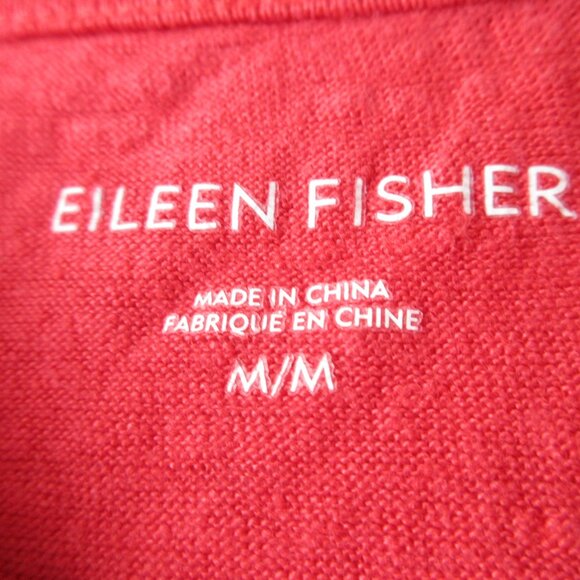 EILEEN FISHER
MADE IN CHINA
FABRIQUE EN CHINE
M/M